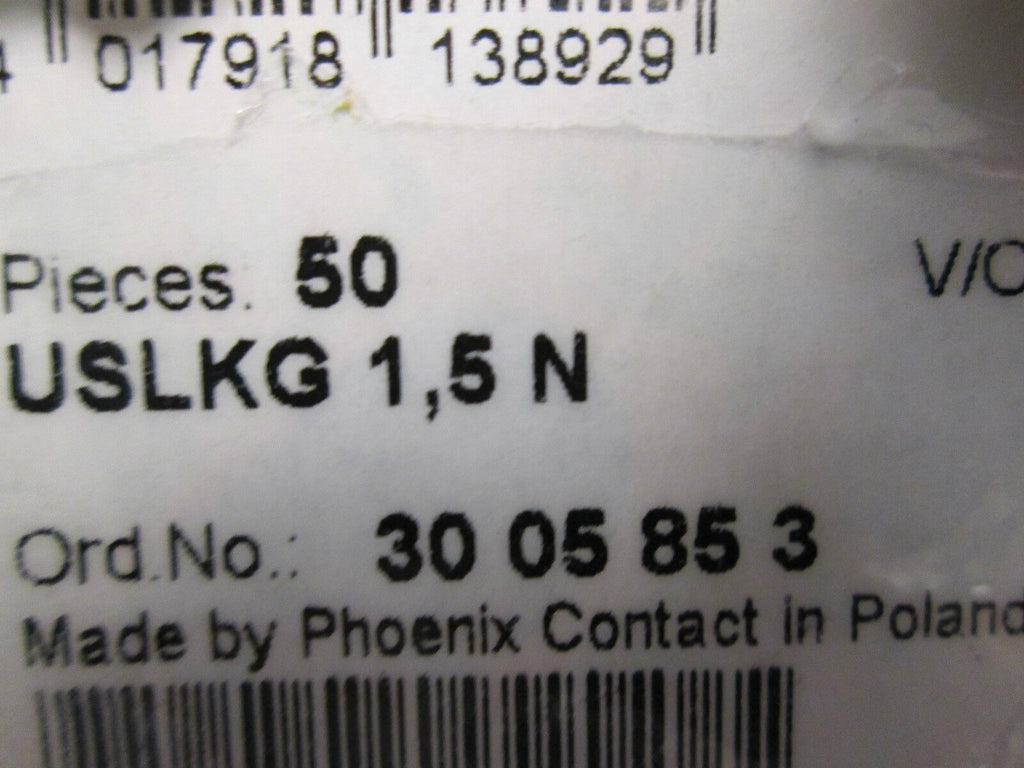 4 017918 138929
Pieces: 50
V/C
USLKG 1,5 N
Ord.No.: 30 05 85 3
Made by Phoenix Contact in Poland